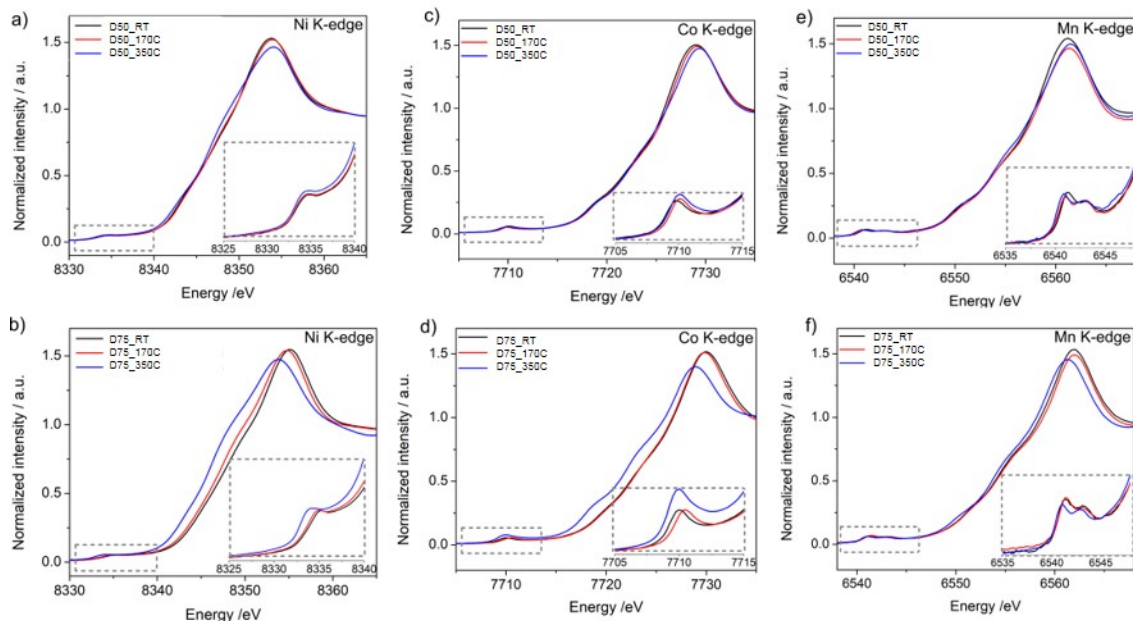 a)
Ni K-edge
D50_RT
D50_170C
D50_350C
1.5
1.0
0.5
0.0
8325 8330 8335 8340
8330 8340 8350 8360
Energy /eV
Normalized intensity / a.u.
c)
Co K-edge
D50_RT
D50_170C
D50_350C
1.5
1.0
0.5
0.0
7705 7710 7715
7710 7720 7730
Energy /eV
Normalized intensity / a.u.
e)
Mn K-edge
D50_RT
D50_170C
D50_350C
1.5
1.0
0.5
0.0
6535 6540 6545
6540 6550 6560
Energy /eV
Normalized intensity / a.u.
b)
Ni K-edge
D75_RT
D75_170C
D75_350C
1.5
1.0
0.5
0.0
8325 8330 8335 8340
8330 8340 8350 8360
Energy /eV
Normalized intensity / a.u.
d)
Co K-edge
D75_RT
D75_170C
D75_350C
1.5
1.0
0.5
0.0
7705 7710 7715
7710 7720 7730
Energy /eV
Normalized intensity / a.u.
f)
Mn K-edge
D75_RT
D75_170C
D75_350C
1.5
1.0
0.5
0.0
6535 6540 6545
6540 6550 6560
Energy /eV
Normalized intensity / a.u.